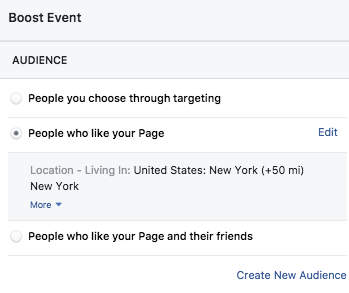 Boost Event
AUDIENCE
People you choose through targeting
People who like your Page
Edit
Location - Living In: United States: New York (+50 mi)
New York
More
People who like your Page and their friends
Create New Audience